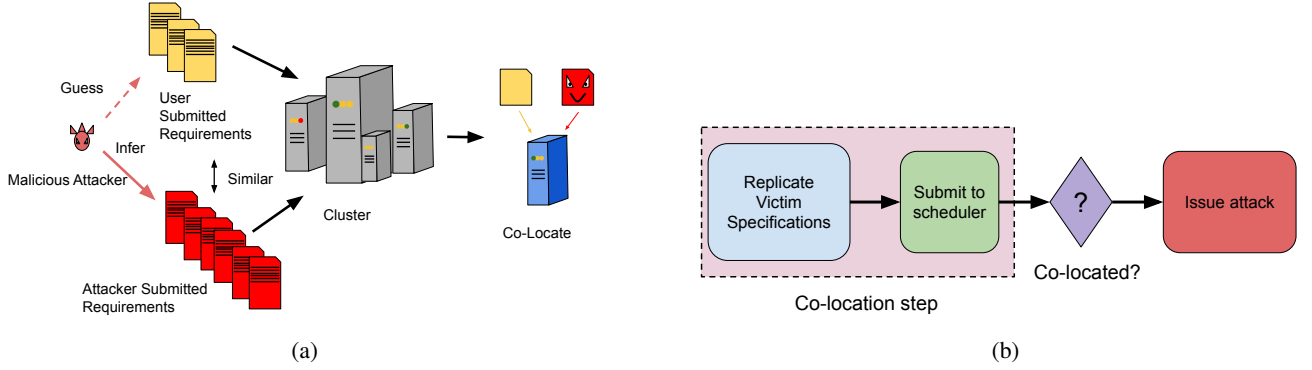 Guess
User
Submitted
Requirements
Infer
Malicious Attacker
Similar
Cluster
Attacker Submitted
Requirements
Co-Locate
(a)
Replicate
Victim
Specifications
Submit to
scheduler
?
Issue attack
Co-located?
Co-location step
(b)